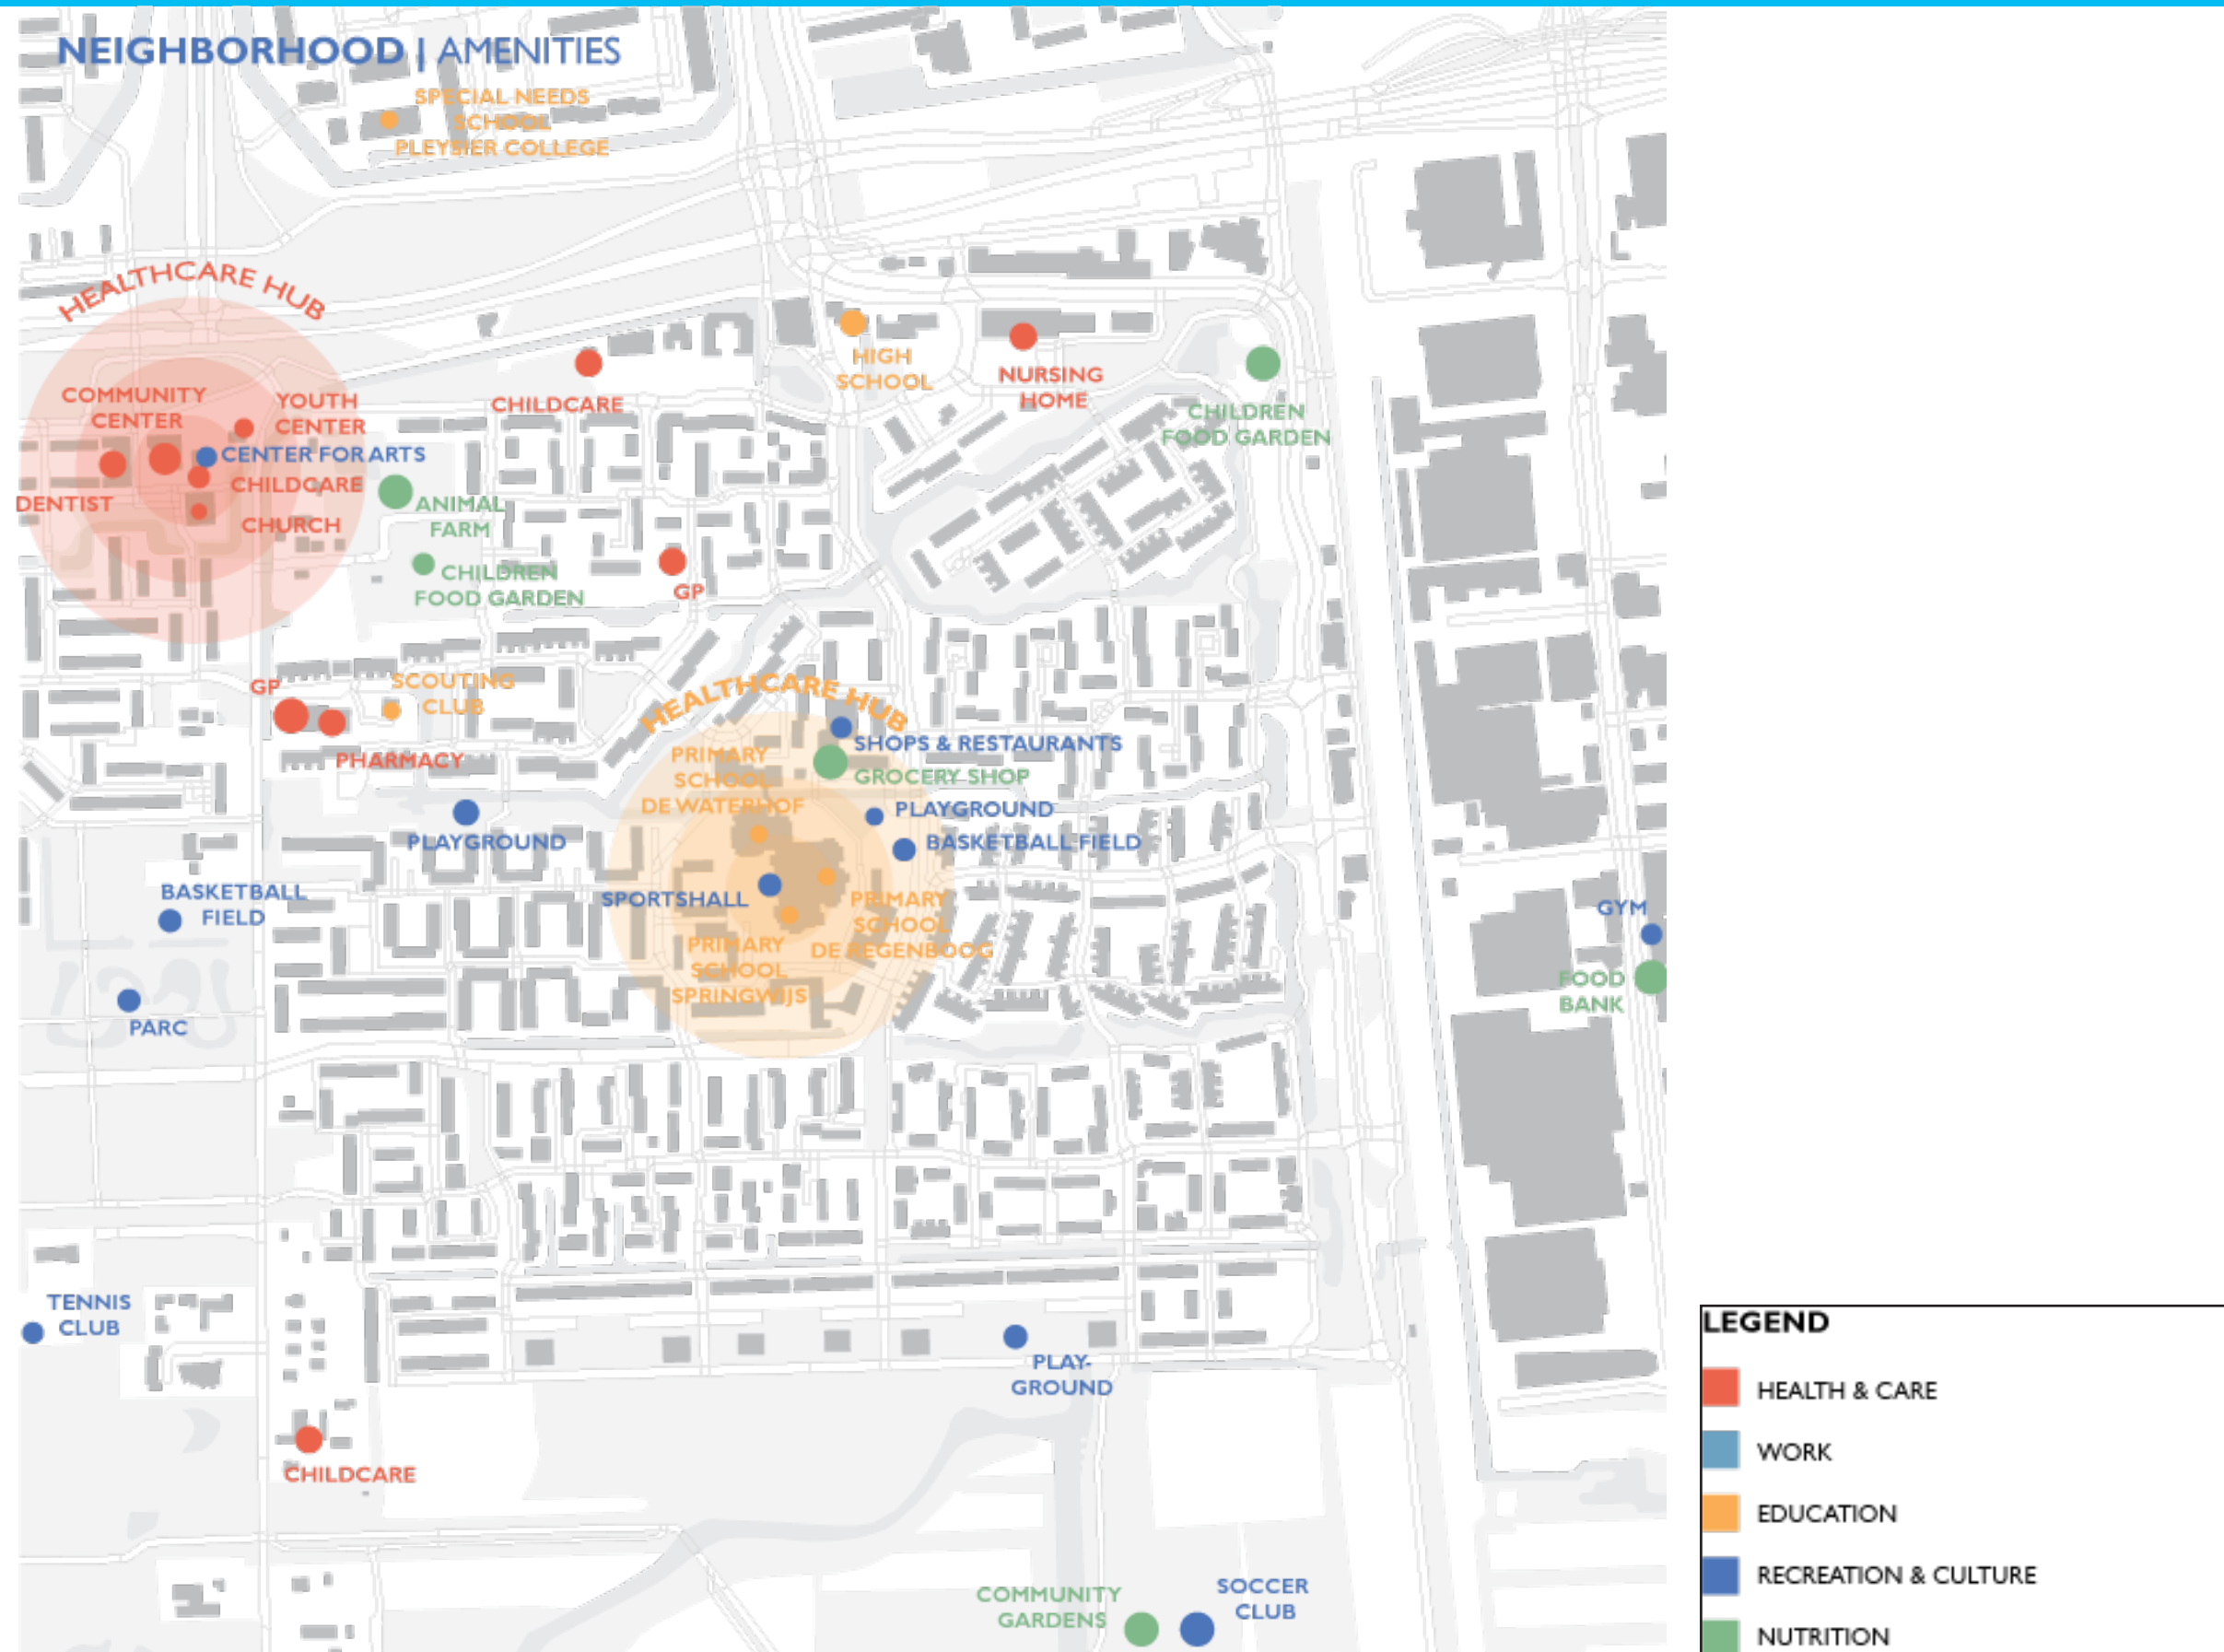 NEIGHBORHOOD | AMENITIES
SPECIAL NEEDS
SCHOOL
PLEYSIER COLLEGE
HEALTHCARE HUB
COMMUNITY
CENTER
YOUTH
CENTER
CENTER FOR ARTS
CHILDCARE
DENTIST
CHURCH
CHILDCARE
HIGH
SCHOOL
NURSING
HOME
CHILDREN
FOOD GARDEN
ANIMAL
FARM
CHILDREN
FOOD GARDEN
GP
GP
SCOUTING
CLUB
PHARMACY
HEALTHCARE HUB
SHOPS & RESTAURANTS
GROCERY SHOP
PRIMARY
SCHOOL
DE WATERHOF
PLAYGROUND
BASKETBALL FIELD
PLAYGROUND
BASKETBALL
FIELD
SPORTSHALL
PRIMARY
SCHOOL
DE REGENBOOG
PRIMARY
SCHOOL
SPRINGWIJS
GYM
FOOD
BANK
PARC
TENNIS
CLUB
PLAY-
GROUND
CHILDCARE
COMMUNITY
GARDENS
SOCCER
CLUB
LEGEND
HEALTH & CARE
WORK
EDUCATION
RECREATION & CULTURE
NUTRITION